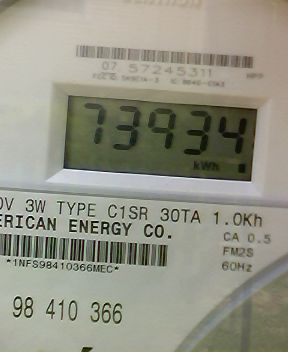 07 57245311
73934
kWh
0V 3W TYPE C1SR 30TA 1.0Kh
ERICAN ENERGY CO.
CA 0.5
FM2S
*1NFS98410366MEC*
60Hz
98 410 366